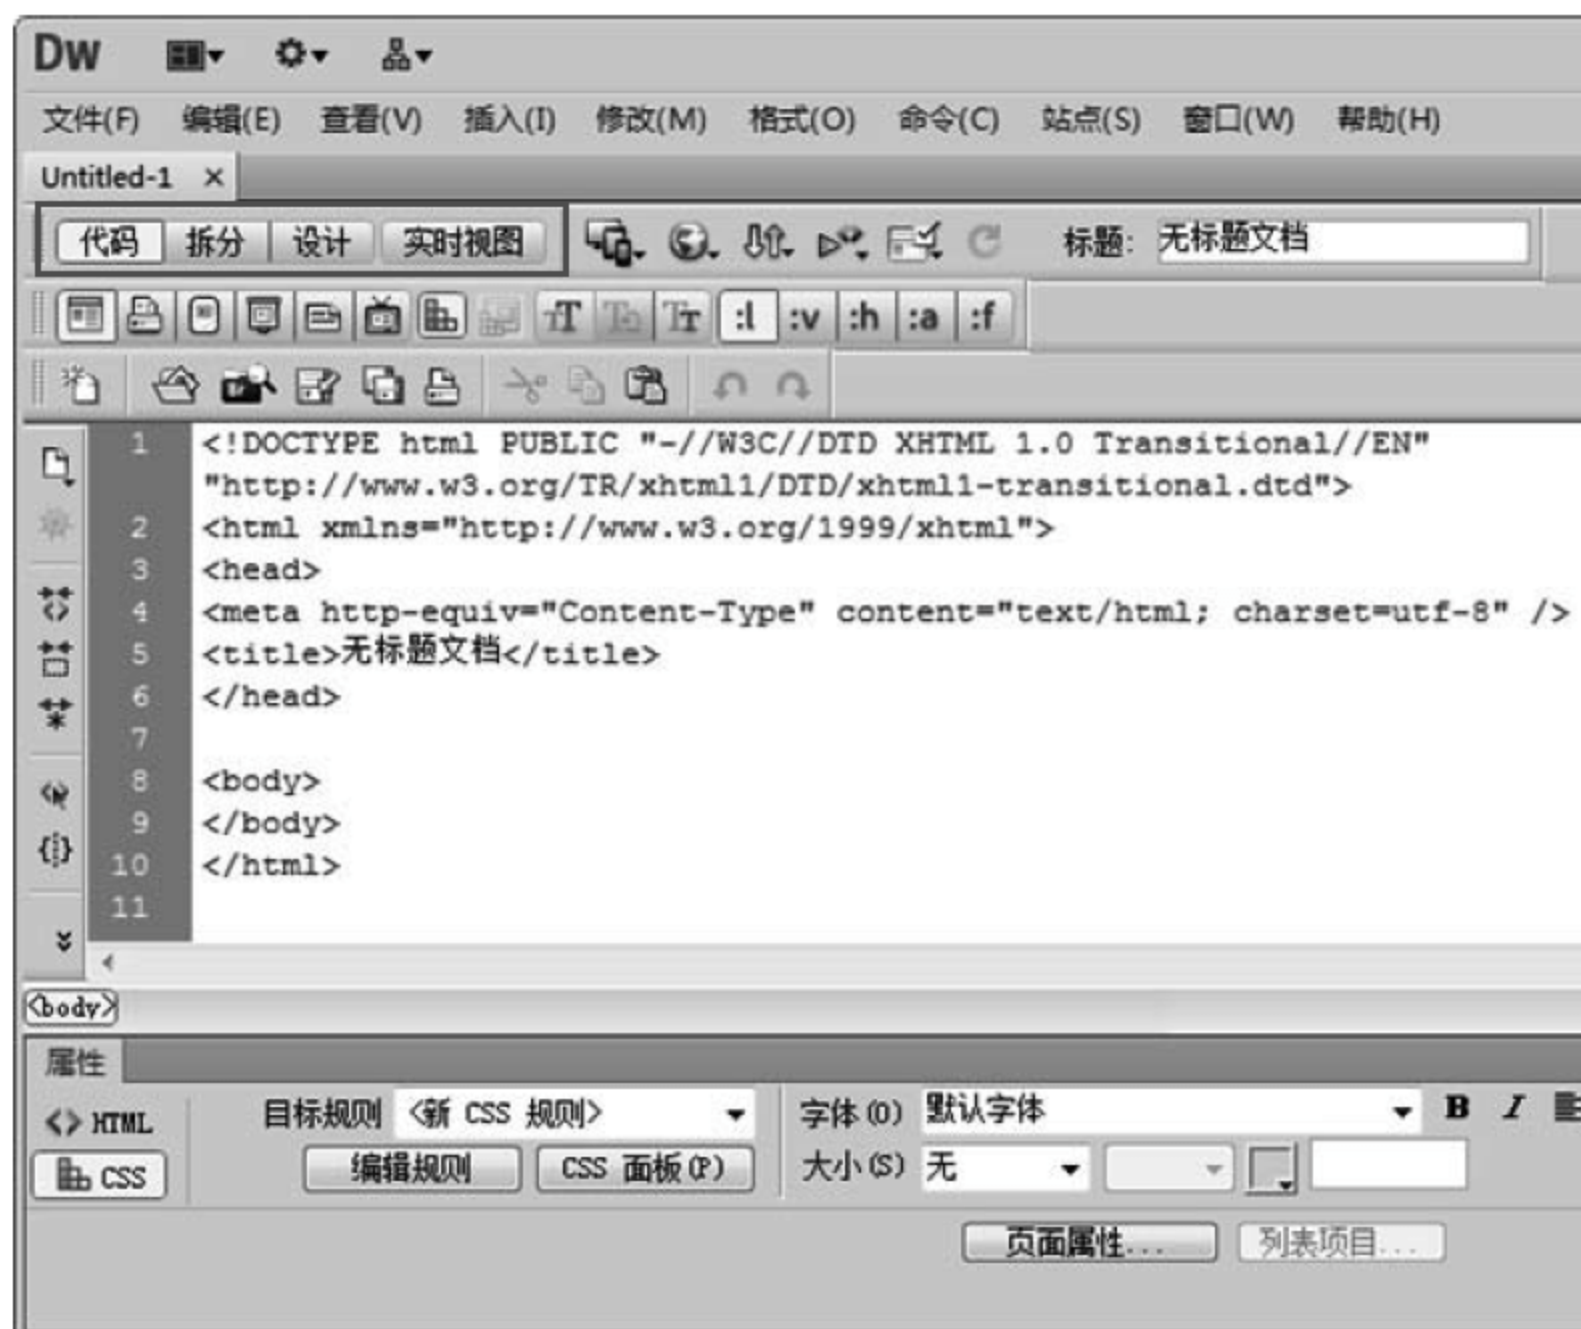 Dw
文件(F) 编辑(E) 查看(V) 插入(I) 修改(M) 格式(O) 命令(C) 站点(S) 窗口(W) 帮助(H)
Untitled-1 ×
代码 拆分 设计 实时视图 标题: 无标题文档
:l :v :h :a :f
1 <!DOCTYPE html PUBLIC "-//W3C//DTD XHTML 1.0 Transitional//EN"
"http://www.w3.org/TR/xhtml1/DTD/xhtml1-transitional.dtd">
2 <html xmlns="http://www.w3.org/1999/xhtml">
3 <head>
4 <meta http-equiv="Content-Type" content="text/html; charset=utf-8" />
5 <title>无标题文档</title>
6 </head>
7
8 <body>
9 </body>
10 </html>
11
<body>
属性
<> HTML 目标规则 <新 CSS 规则> 字体(O) 默认字体 B I
CSS 编辑规则 CSS 面板(P) 大小(S) 无
页面属性... 列表项目...